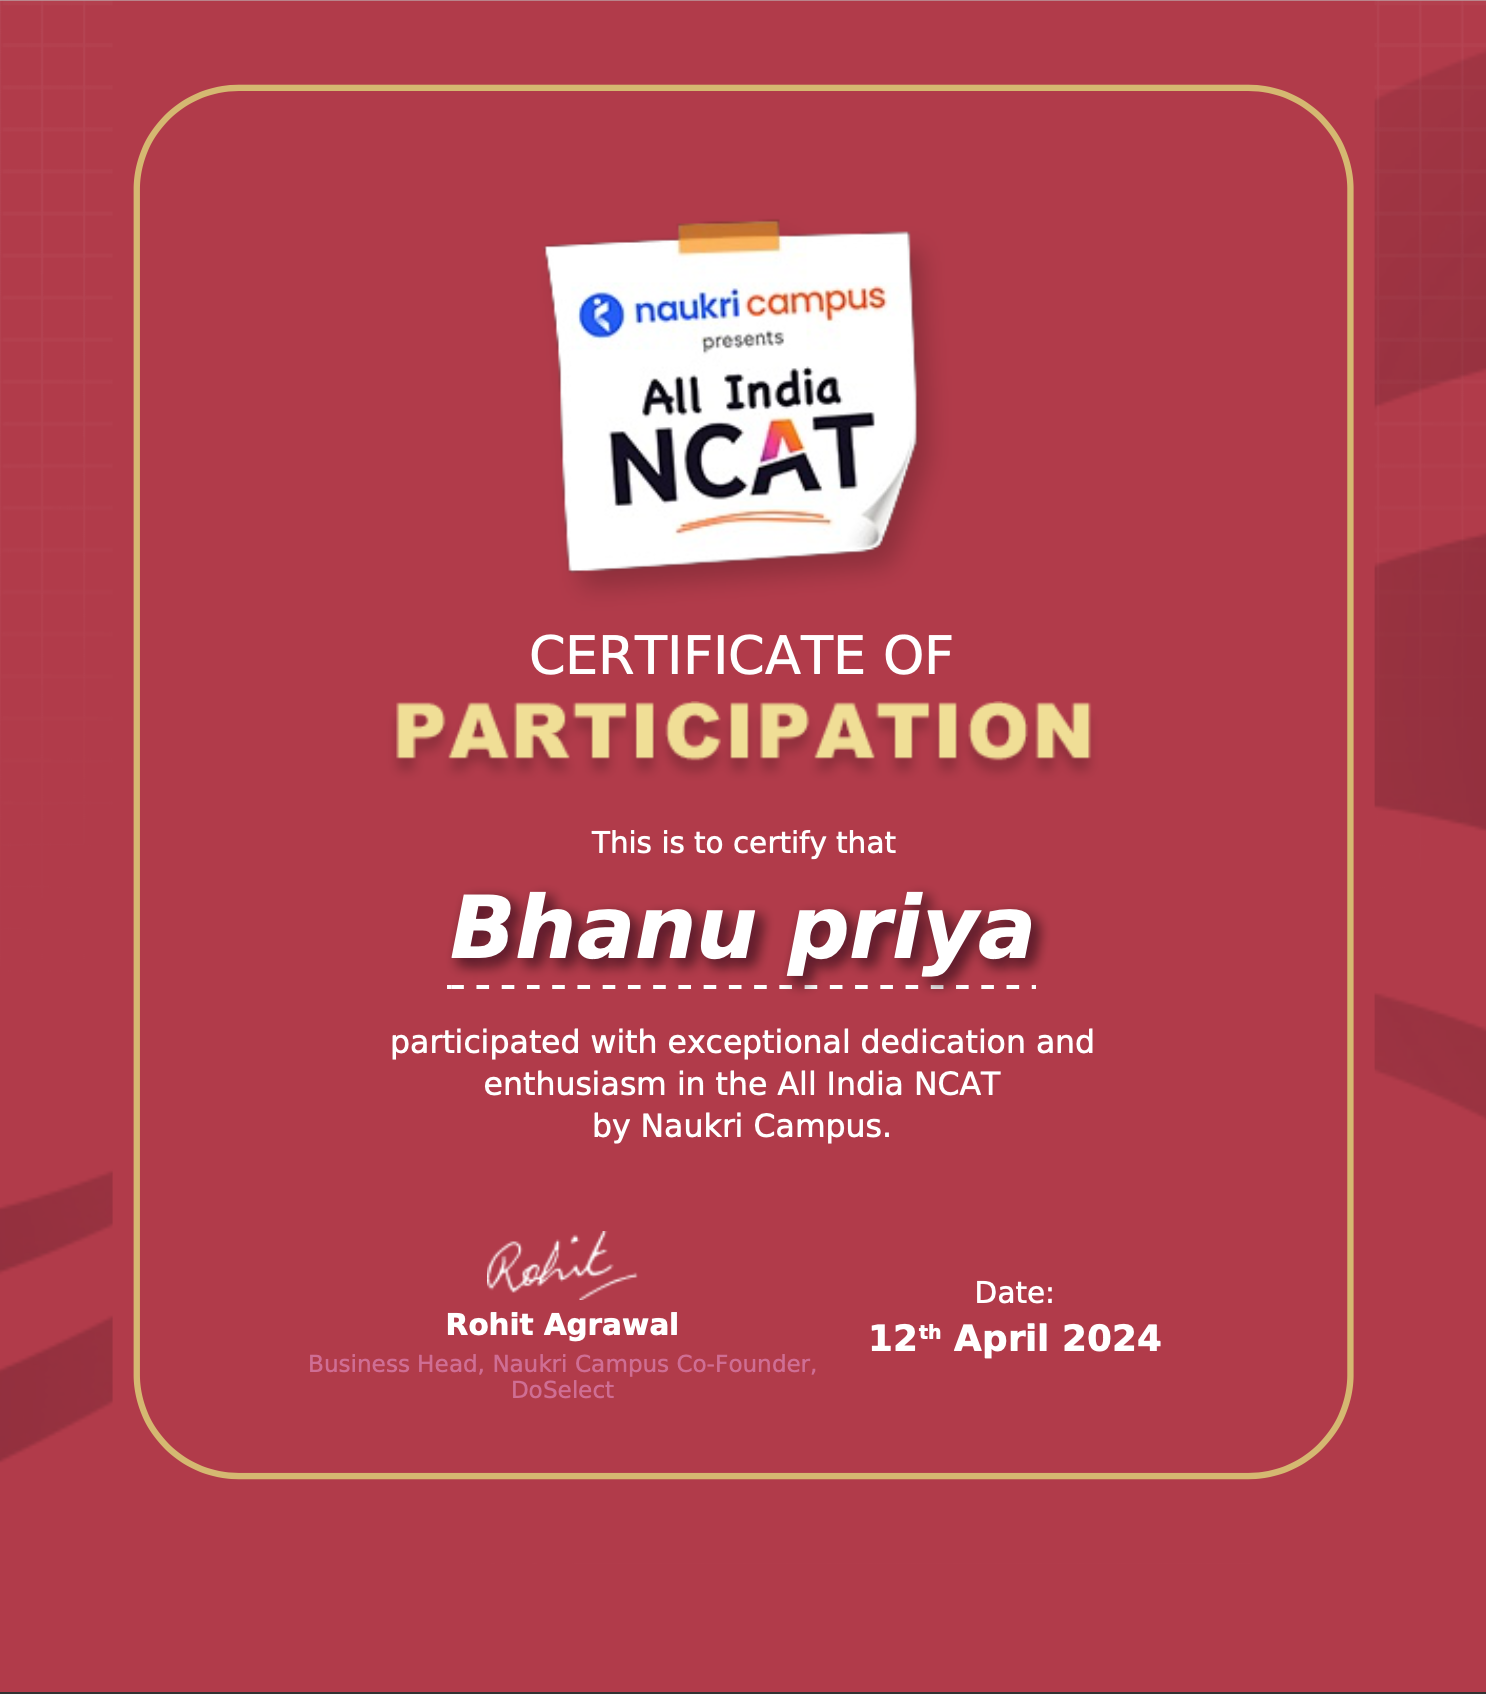 naukri campus
presents
All India
NCAT
CERTIFICATE OF
PARTICIPATION
This is to certify that
Bhanu priya
participated with exceptional dedication and
enthusiasm in the All India NCAT
by Naukri Campus.
Rohit
Rohit Agrawal
Business Head, Naukri Campus Co-Founder,
DoSelect
Date:
12th April 2024